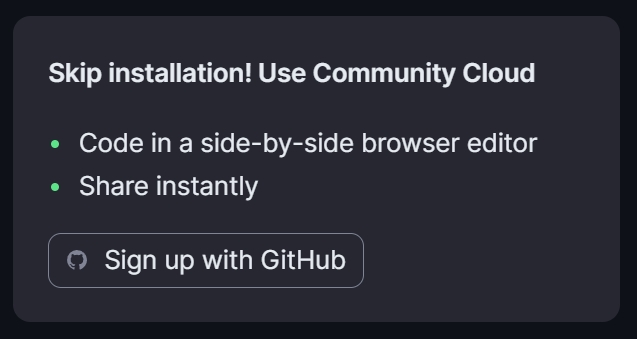 Skip installation! Use Community Cloud
Code in a side-by-side browser editor
Share instantly
Sign up with GitHub